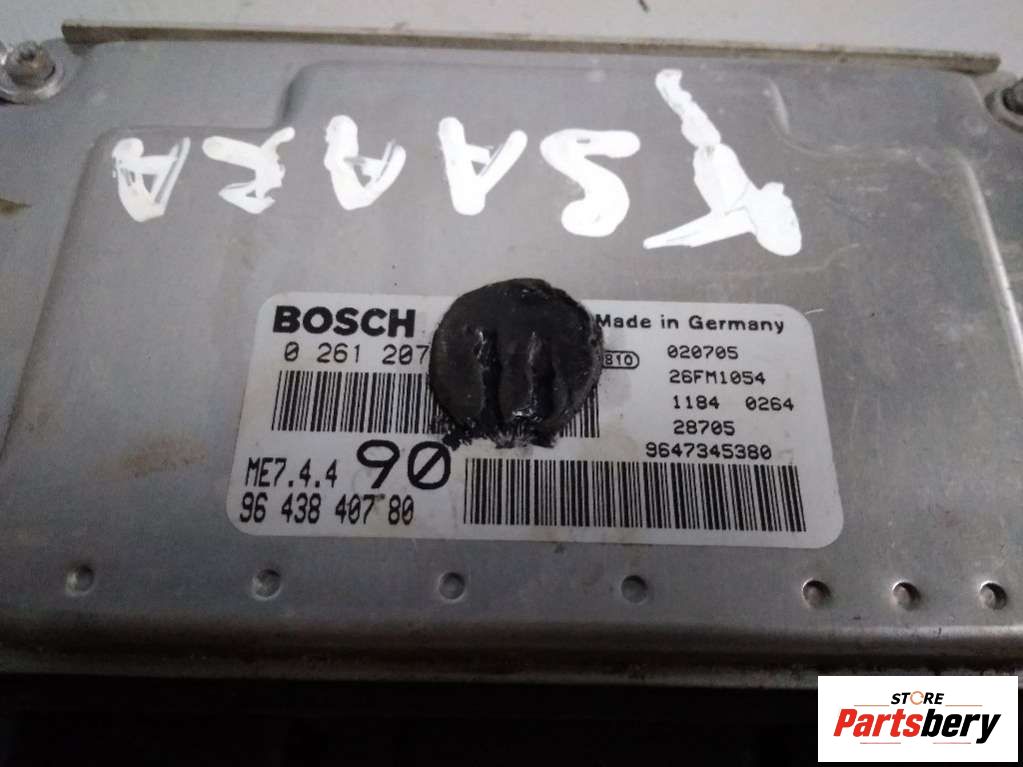 TSARA
BOSCH
Made in Germany
0 261 207
810
020705
26FM1054
1184 0264
28705
9647345380
ME7.4.4 90
96 438 407 80
STORE
Partsbery